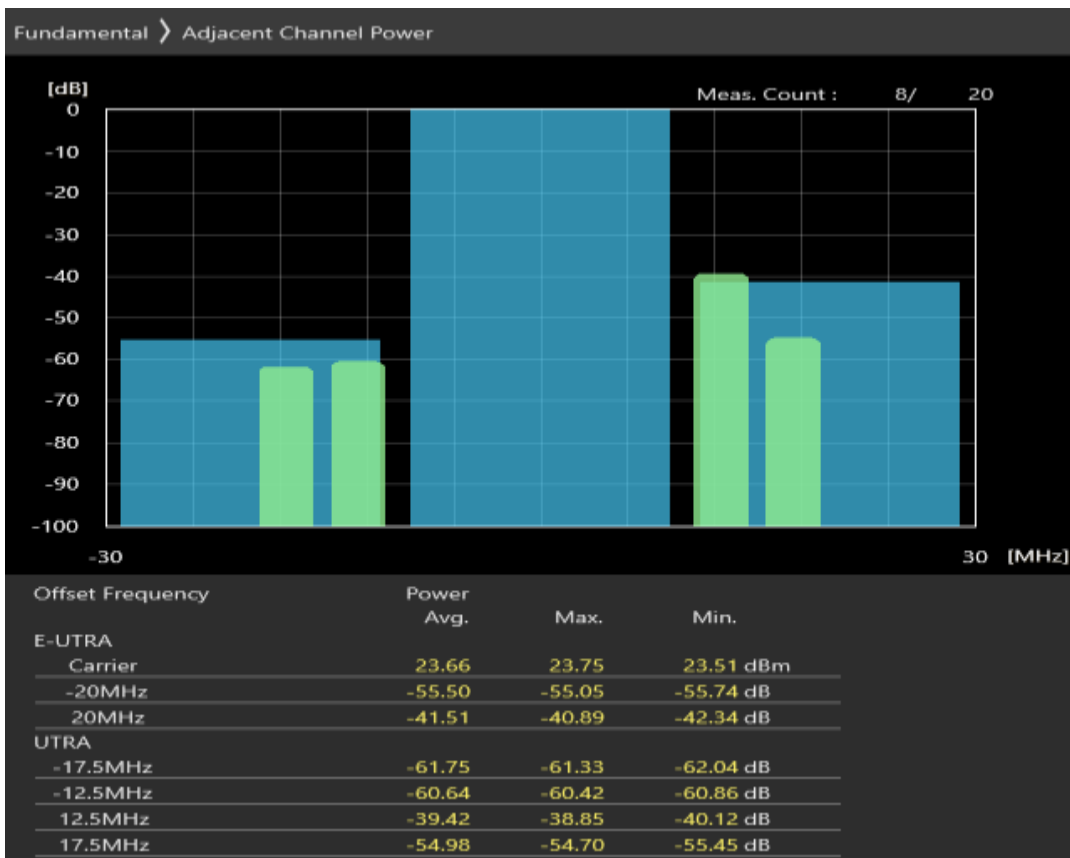 Fundamental 〉 Adjacent Channel Power
[dB]
Meas. Count : 8/ 20
0
-10
-20
-30
-40
-50
-60
-70
-80
-90
-100
-30 30 [MHz]
Offset Frequency Power
Avg. Max. Min.
E-UTRA
Carrier 23.66 23.75 23.51 dBm
-20MHz -55.50 -55.05 -55.74 dB
20MHz -41.51 -40.89 -42.34 dB
UTRA
-17.5MHz -61.75 -61.33 -62.04 dB
-12.5MHz -60.64 -60.42 -60.86 dB
12.5MHz -39.42 -38.85 -40.12 dB
17.5MHz -54.98 -54.70 -55.45 dB